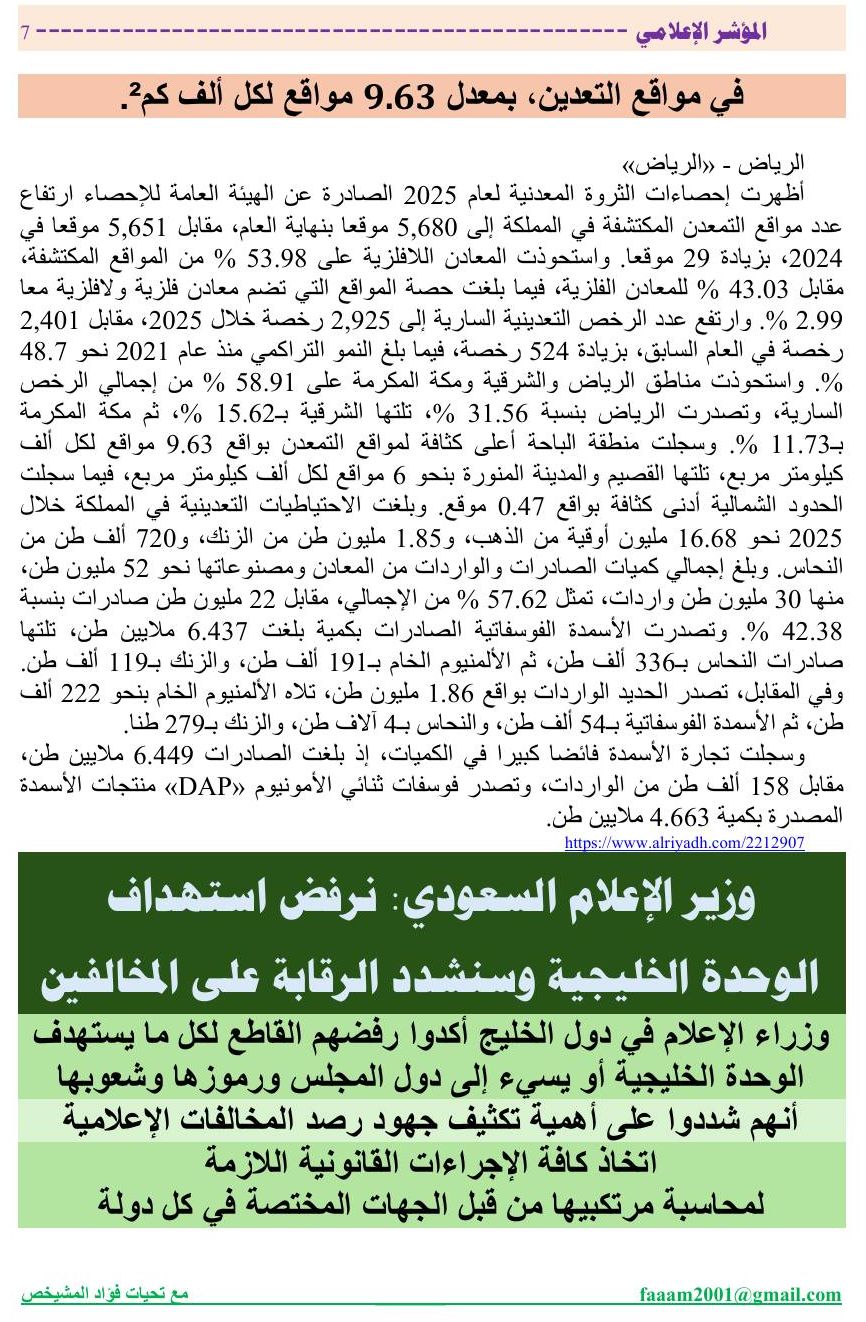 المؤشر الإعلامي ------------------------------------------------ 7
في مواقع التعدين، بمعدل 9.63 مواقع لكل ألف كم².
الرياض - «الرياض»
أظهرت إحصاءات الثروة المعدنية لعام 2025 الصادرة عن الهيئة العامة للإحصاء ارتفاع
عدد مواقع التمعدن المكتشفة في المملكة إلى 5,680 موقعا بنهاية العام، مقابل 5,651 موقعا في
2024، بزيادة 29 موقعا. واستحوذت المعادن اللافلزية على 53.98 % من المواقع المكتشفة،
مقابل 43.03 % للمعادن الفلزية، فيما بلغت حصة المواقع التي تضم معادن فلزية ولافلزية معا
2.99 %. وارتفع عدد الرخص التعدينية السارية إلى 2,925 رخصة خلال 2025، مقابل 2,401
رخصة في العام السابق، بزيادة 524 رخصة، فيما بلغ النمو التراكمي منذ عام 2021 نحو 48.7
%. واستحوذت مناطق الرياض والشرقية ومكة المكرمة على 58.91 % من إجمالي الرخص
السارية، وتصدرت الرياض بنسبة 31.56 %، تلتها الشرقية بـ15.62 %، ثم مكة المكرمة
بـ11.73 %. وسجلت منطقة الباحة أعلى كثافة لمواقع التمعدن بواقع 9.63 مواقع لكل ألف
كيلومتر مربع، تلتها القصيم والمدينة المنورة بنحو 6 مواقع لكل ألف كيلومتر مربع، فيما سجلت
الحدود الشمالية أدنى كثافة بواقع 0.47 موقع. وبلغت الاحتياطيات التعدينية في المملكة خلال
2025 نحو 16.68 مليون أوقية من الذهب، و1.85 مليون طن من الزنك، و720 ألف طن من
النحاس. وبلغ إجمالي كميات الصادرات والواردات من المعادن ومصنوعاتها نحو 52 مليون طن،
منها 30 مليون طن واردات، تمثل 57.62 % من الإجمالي، مقابل 22 مليون طن صادرات بنسبة
42.38 %. وتصدرت الأسمدة الفوسفاتية الصادرات بكمية بلغت 6.437 ملايين طن، تلتها
صادرات النحاس بـ336 ألف طن، ثم الألمنيوم الخام بـ191 ألف طن، والزنك بـ119 ألف طن.
وفي المقابل، تصدر الحديد الواردات بواقع 1.86 مليون طن، تلاه الألمنيوم الخام بنحو 222 ألف
طن، ثم الأسمدة الفوسفاتية بـ54 ألف طن، والنحاس بـ4 آلاف طن، والزنك بـ279 طنا.
وسجلت تجارة الأسمدة فائضا كبيرا في الكميات، إذ بلغت الصادرات 6.449 ملايين طن،
مقابل 158 ألف طن من الواردات، وتصدر فوسفات ثنائي الأمونيوم «DAP» منتجات الأسمدة
المصدرة بكمية 4.663 ملايين طن.
https://www.alriyadh.com/2212907
وزير الإعلام السعودي: نرفض استهداف
الوحدة الخليجية وسنشدد الرقابة على المخالفين
وزراء الإعلام في دول الخليج أكدوا رفضهم القاطع لكل ما يستهدف
الوحدة الخليجية أو يسيء إلى دول المجلس ورموزها وشعوبها
أنهم شددوا على أهمية تكثيف جهود رصد المخالفات الإعلامية
اتخاذ كافة الإجراءات القانونية اللازمة
لمحاسبة مرتكبيها من قبل الجهات المختصة في كل دولة
مع تحيات فؤاد المشيخص faaam2001@gmail.com